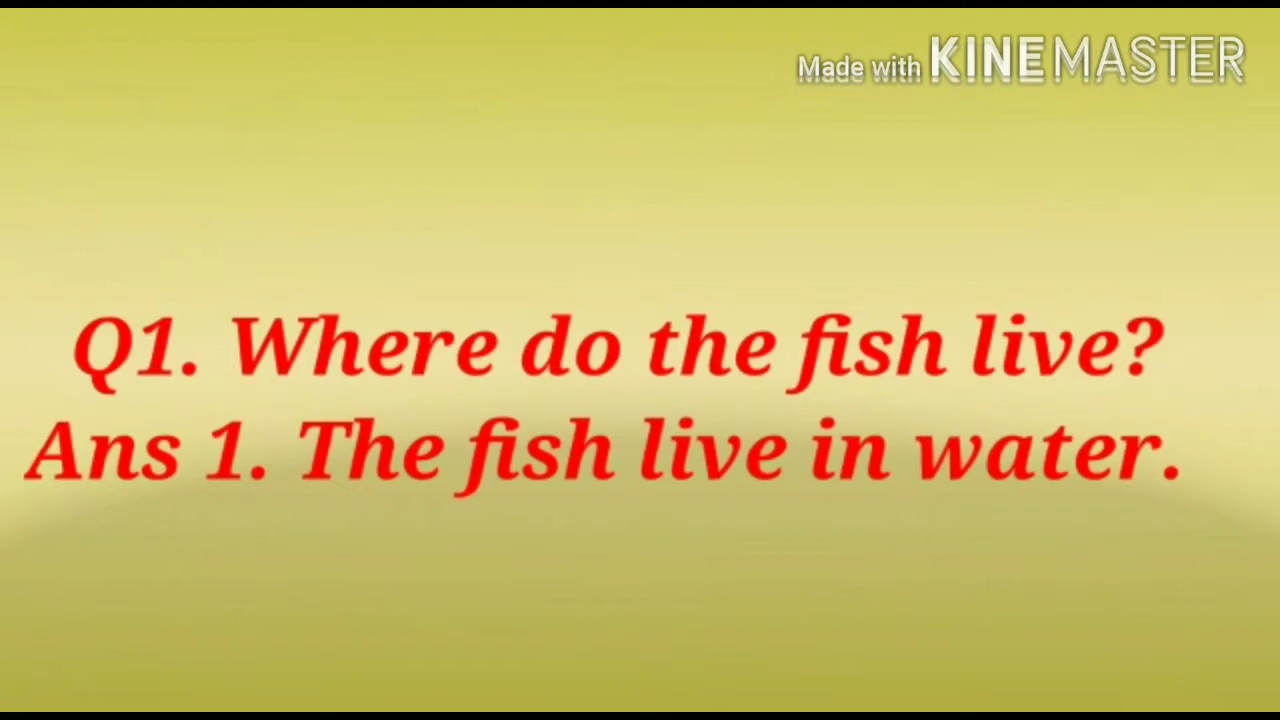 Made with KINEMASTER
Q1. Where do the fish live?
Ans 1. The fish live in water.